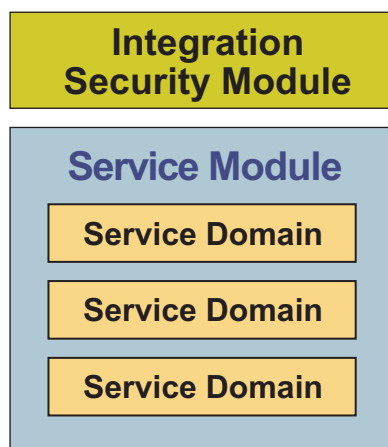 Integration
Security Module
Service Module
Service Domain
Service Domain
Service Domain